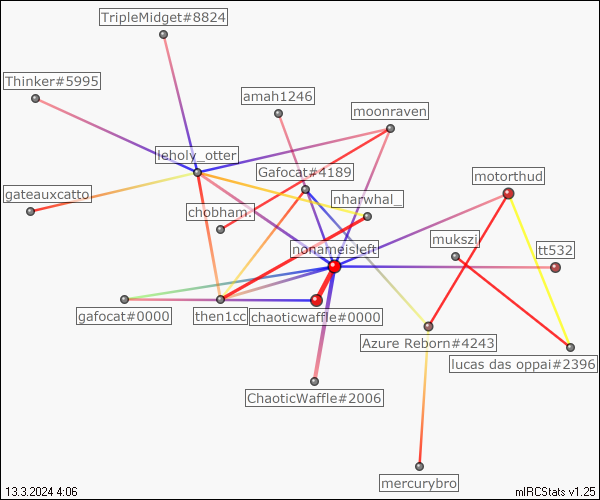 TripleMidget#8824
Thinker#5995
amah1246
moonraven
leholy_otter
Gafocat#4189
motorthud
gateauxcatto
nharwhal_
chobham.
mukszi
nonameisleft
tt532
gafocat#0000
then1cc
chaoticwaffle#0000
Azure Reborn#4243
lucas das oppai#2396
ChaoticWaffle#2006
mercurybro
13.3.2024 4:06
mIRCStats v1.25